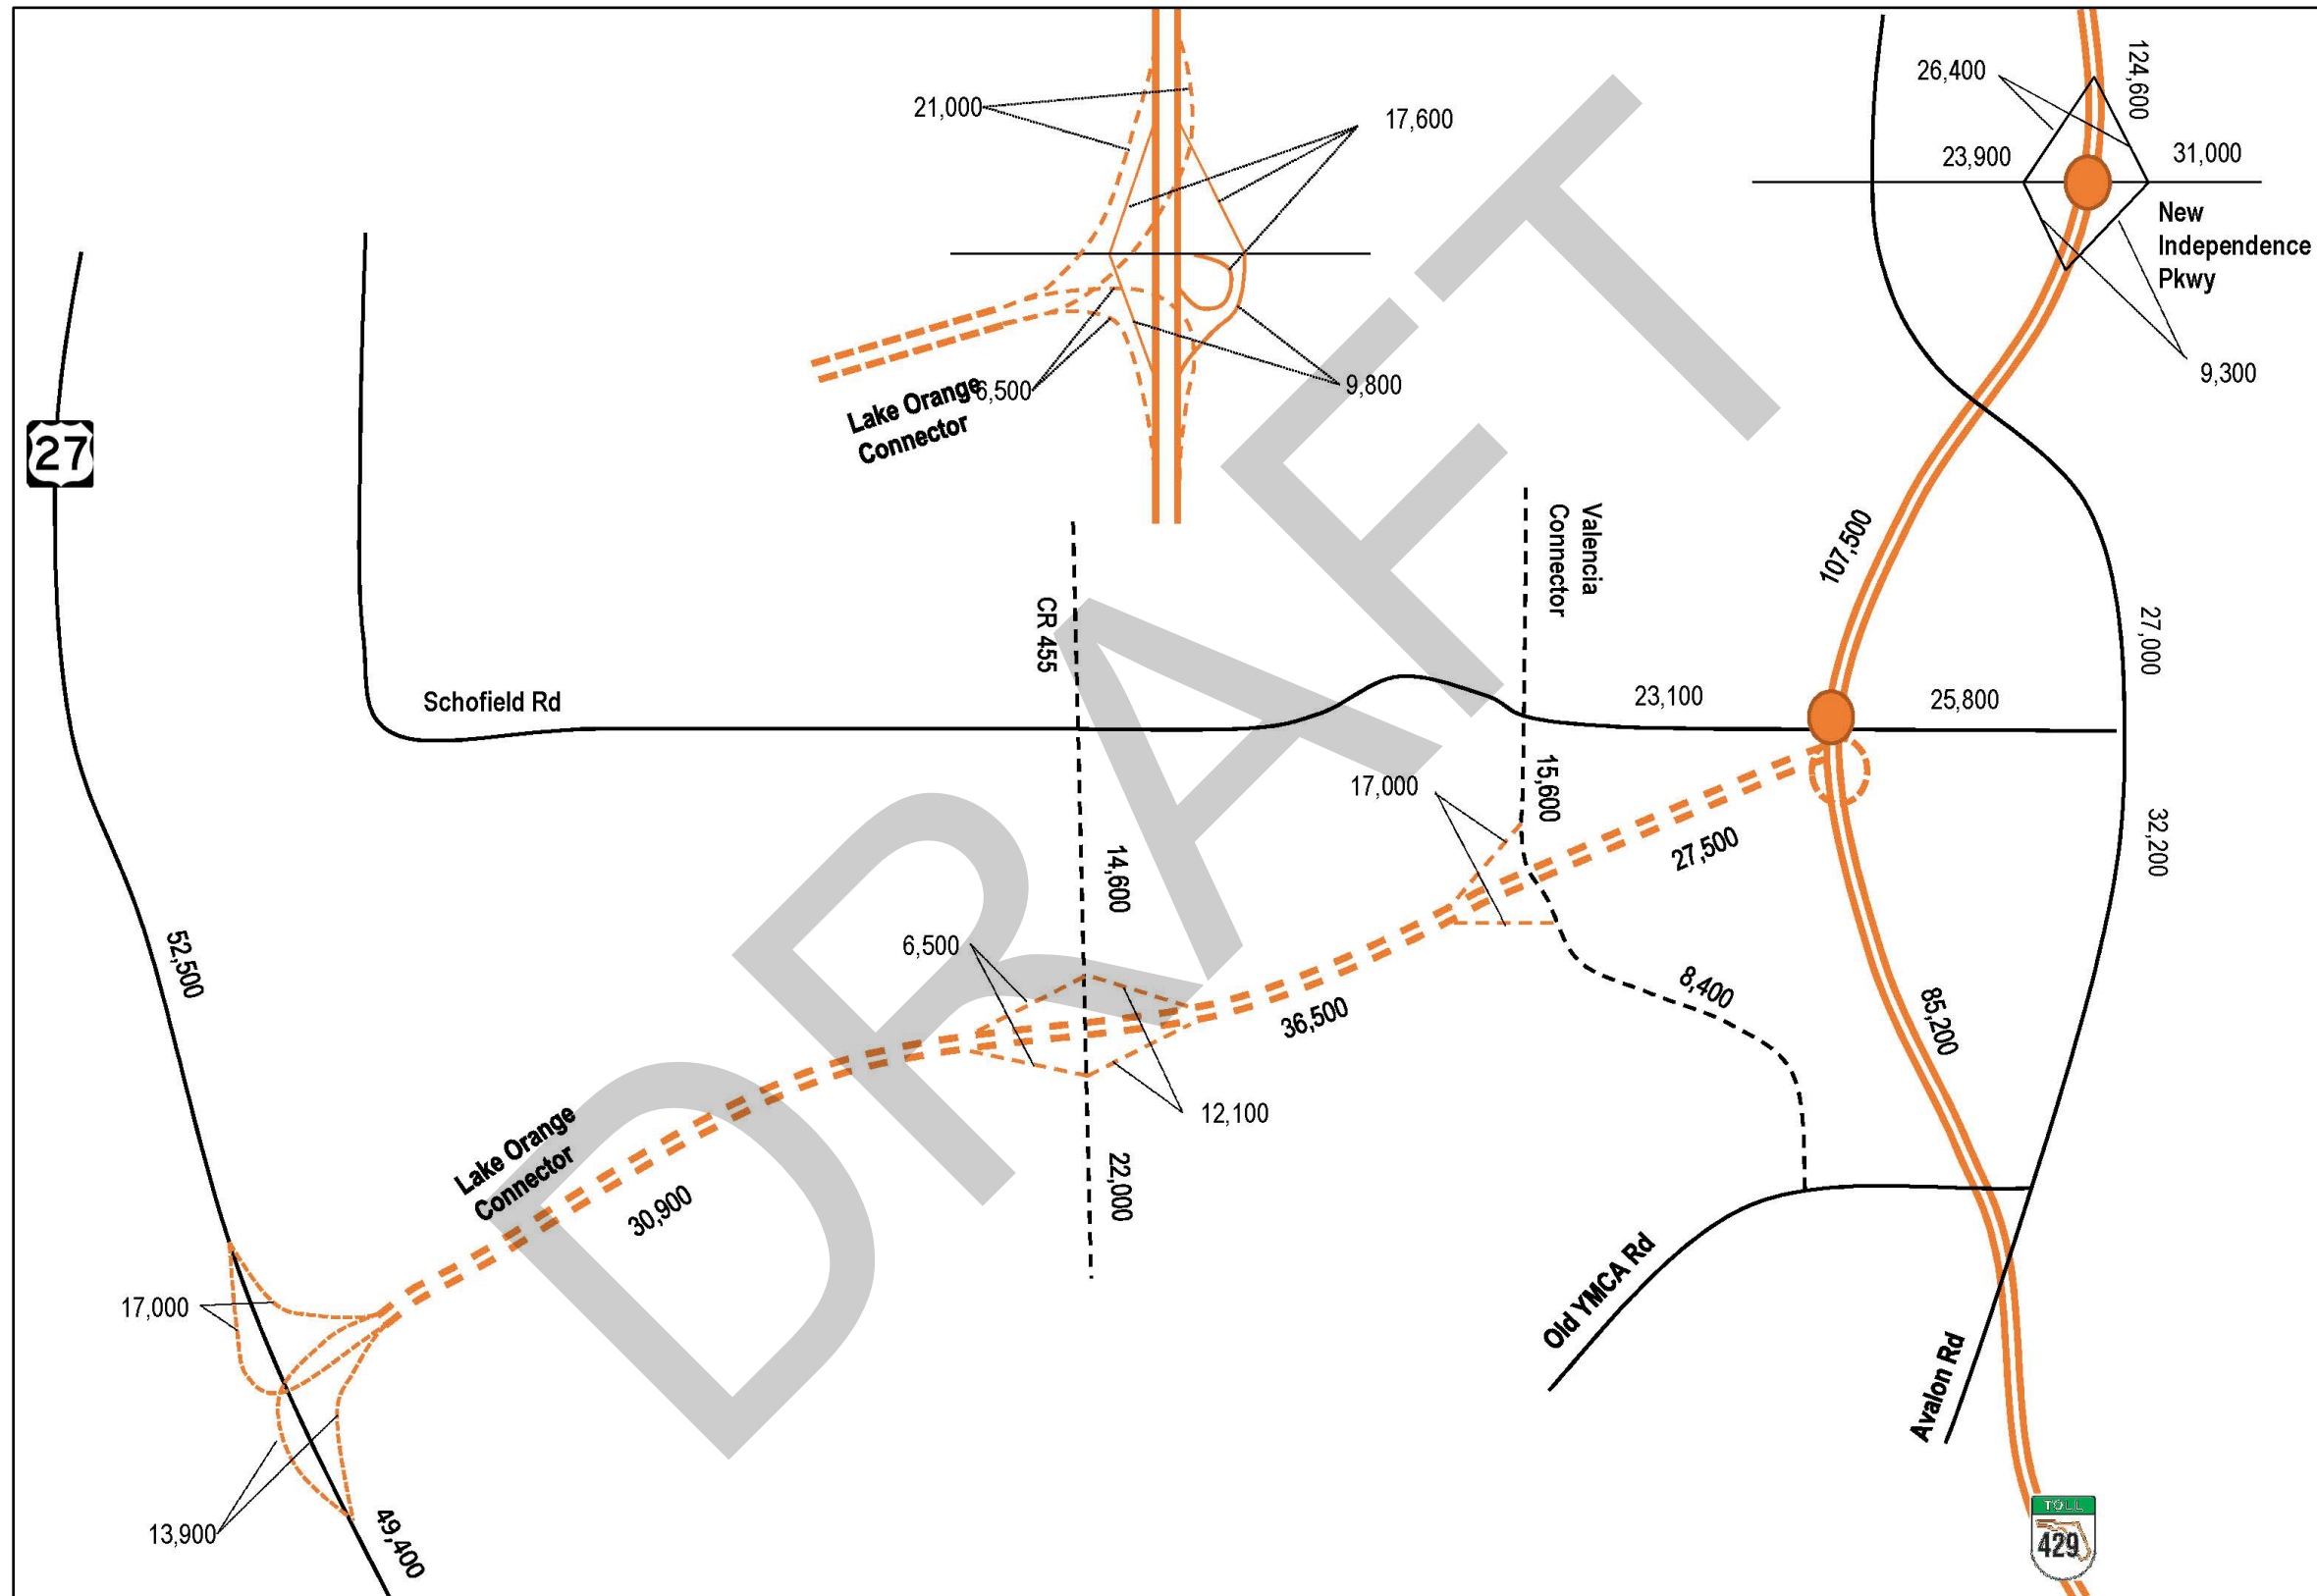 124,600
26,400
21,000
17,600
23,900
31,000
New
Independence
Pkwy
9,300
6,500
9,800
Lake Orange
Connector
27
Valencia
Connector
107,500
CR 455
27,000
Schofield Rd
23,100
25,800
15,600
17,000
32,200
27,500
14,600
52,500
6,500
8,400
36,500
85,200
12,100
Lake Orange
Connector
30,900
22,000
Old YMCA Rd
17,000
Avalon Rd
13,900
49,400
TOLL
429
DRAFT